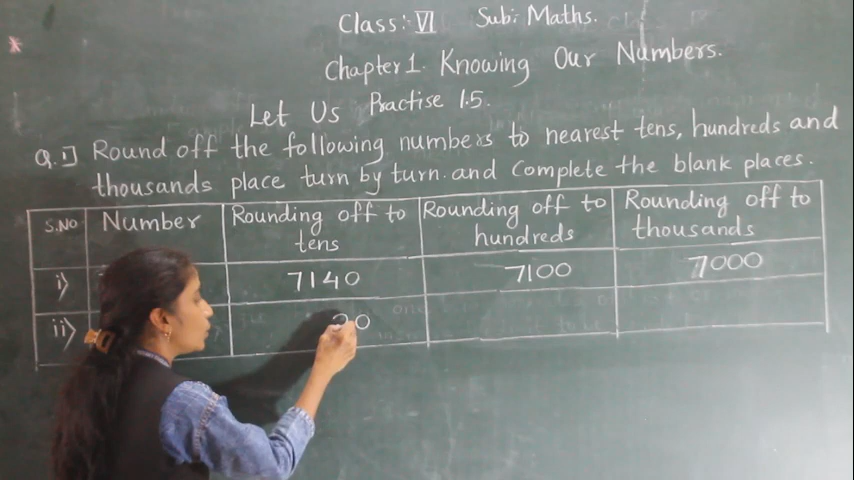 Class:- VI Sub:- Maths.
Chapter 1. Knowing Our Numbers.
Let Us Practise 1.5.
Q.1] Round off the following numbers to nearest tens, hundreds and
thousands place turn by turn and Complete the blank places.
S.NO Number Rounding off to tens Rounding off to hundreds Rounding off to thousands
i) 7140 7100 7000
ii) 0